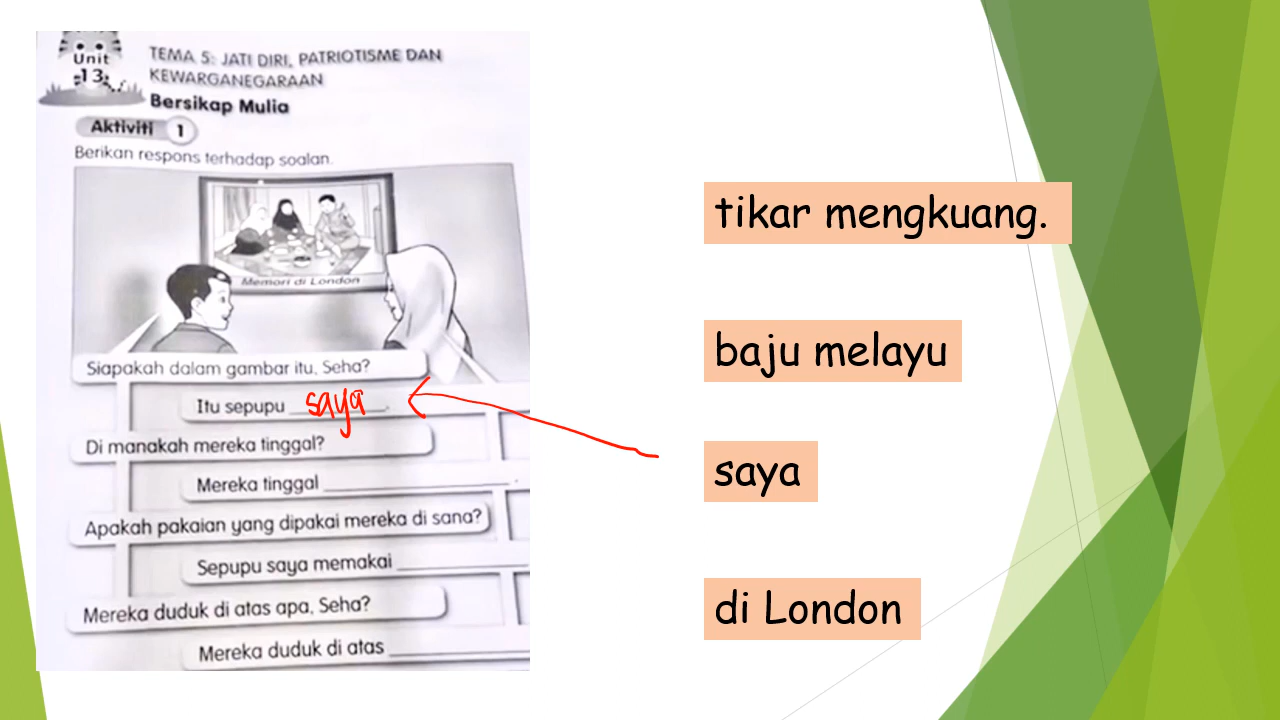 Unit
13
TEMA 5: JATI DIRI, PATRIOTISME DAN
KEWARGANEGARAAN
Bersikap Mulia
Aktiviti 1
Berikan respons terhadap soalan.
Memori di London
Siapakah dalam gambar itu, Seha?
Itu sepupu saya.
Di manakah mereka tinggal?
Mereka tinggal ____________.
Apakah pakaian yang dipakai mereka di sana?
Sepupu saya memakai ____________
Mereka duduk di atas apa, Seha?
Mereka duduk di atas ____________
tikar mengkuang.
baju melayu
saya
di London